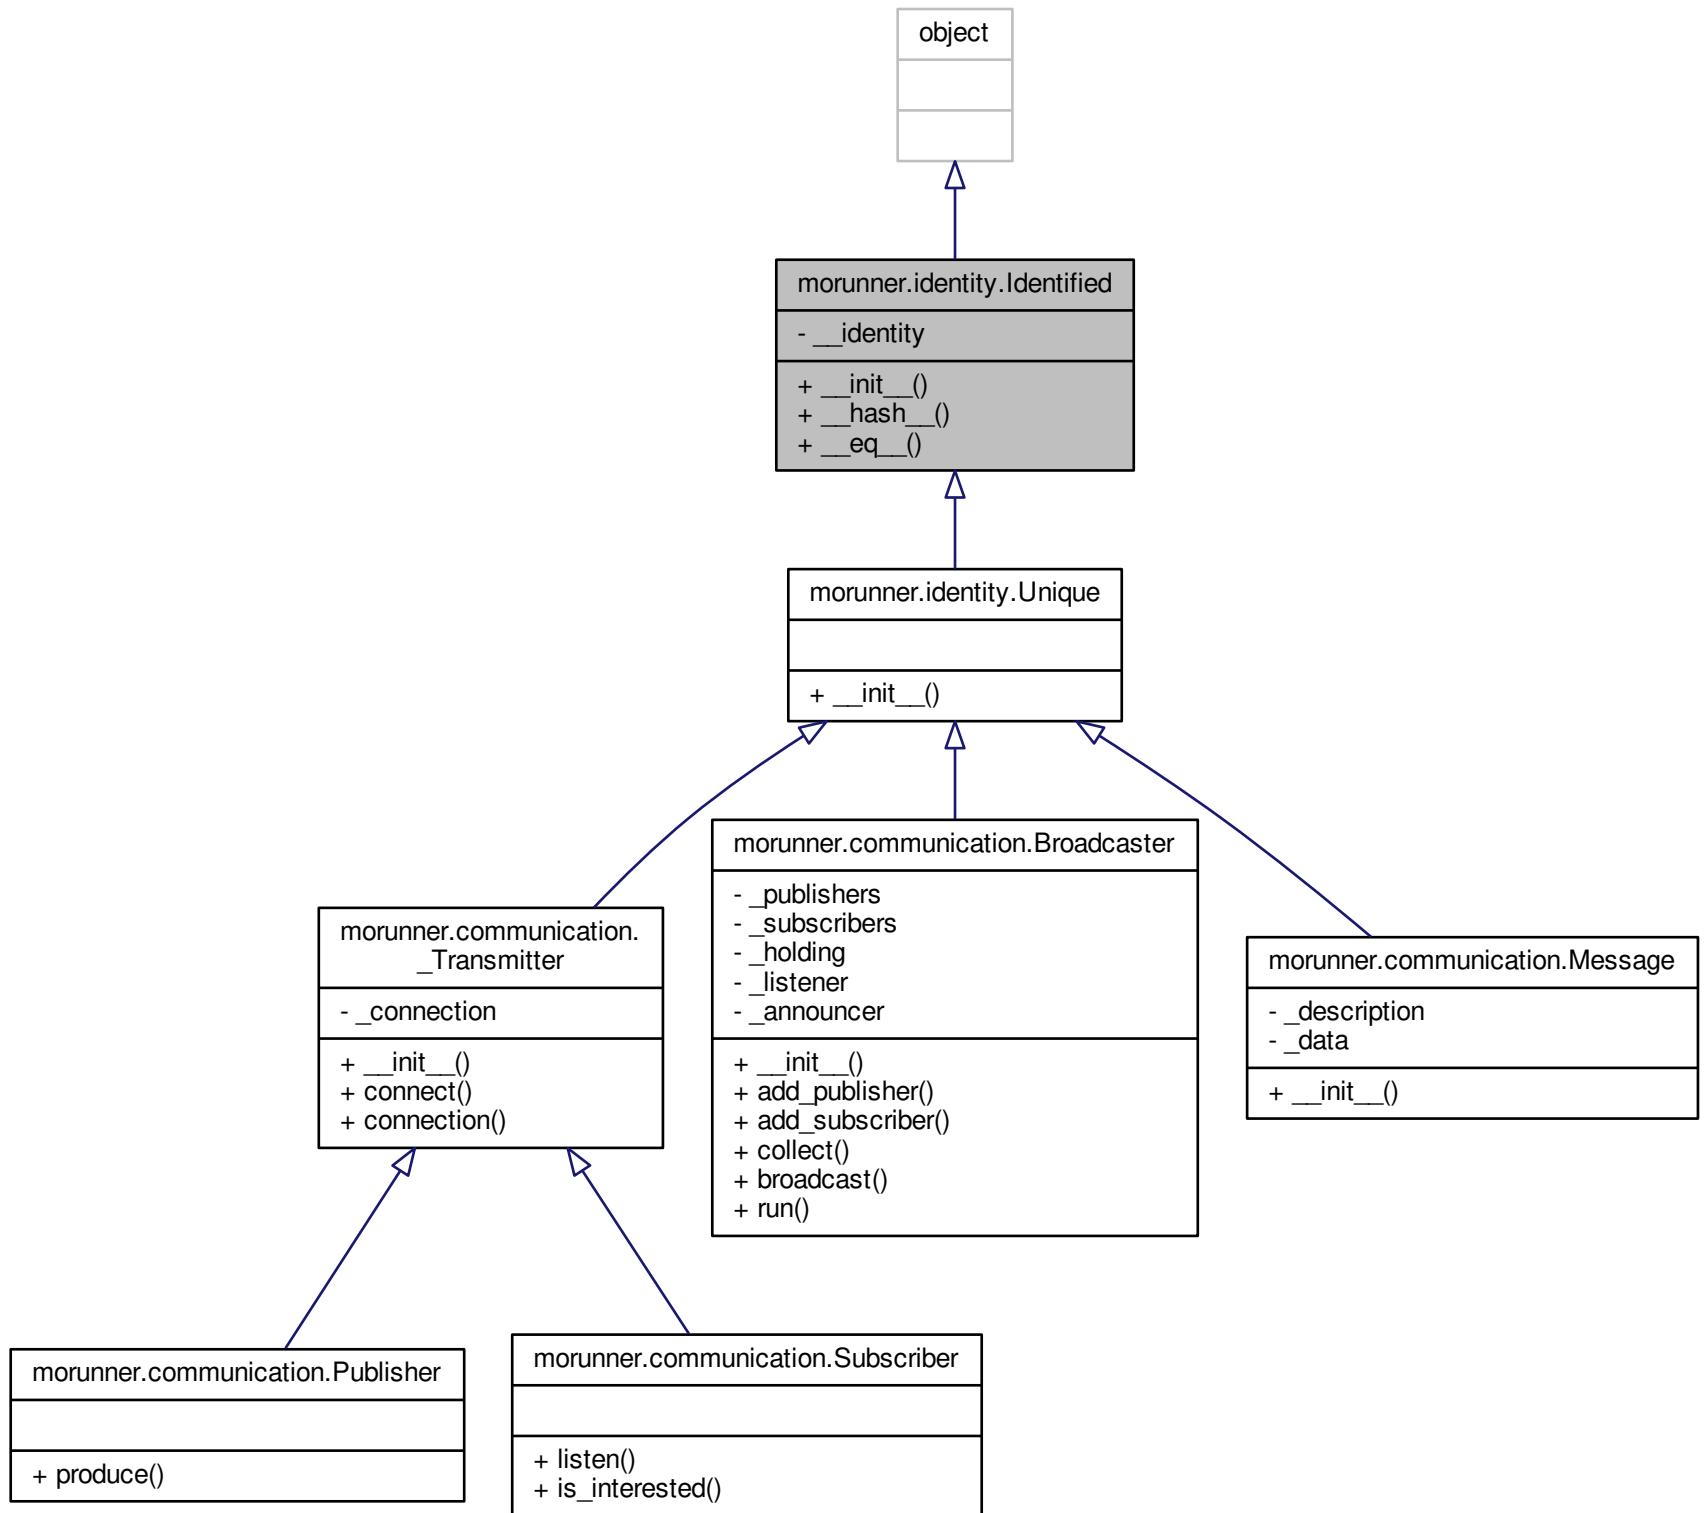 object
morunner.identity.Identified
- __identity
+ __init__()
+ __hash__()
+ __eq__()
morunner.identity.Unique
+ __init__()
morunner.communication.Broadcaster
- _publishers
- _subscribers
- _holding
- _listener
- _announcer
+ __init__()
+ add_publisher()
+ add_subscriber()
+ collect()
+ broadcast()
+ run()
morunner.communication.
_Transmitter
- _connection
+ __init__()
+ connect()
+ connection()
morunner.communication.Message
- _description
- _data
+ __init__()
morunner.communication.Publisher
+ produce()
morunner.communication.Subscriber
+ listen()
+ is_interested()